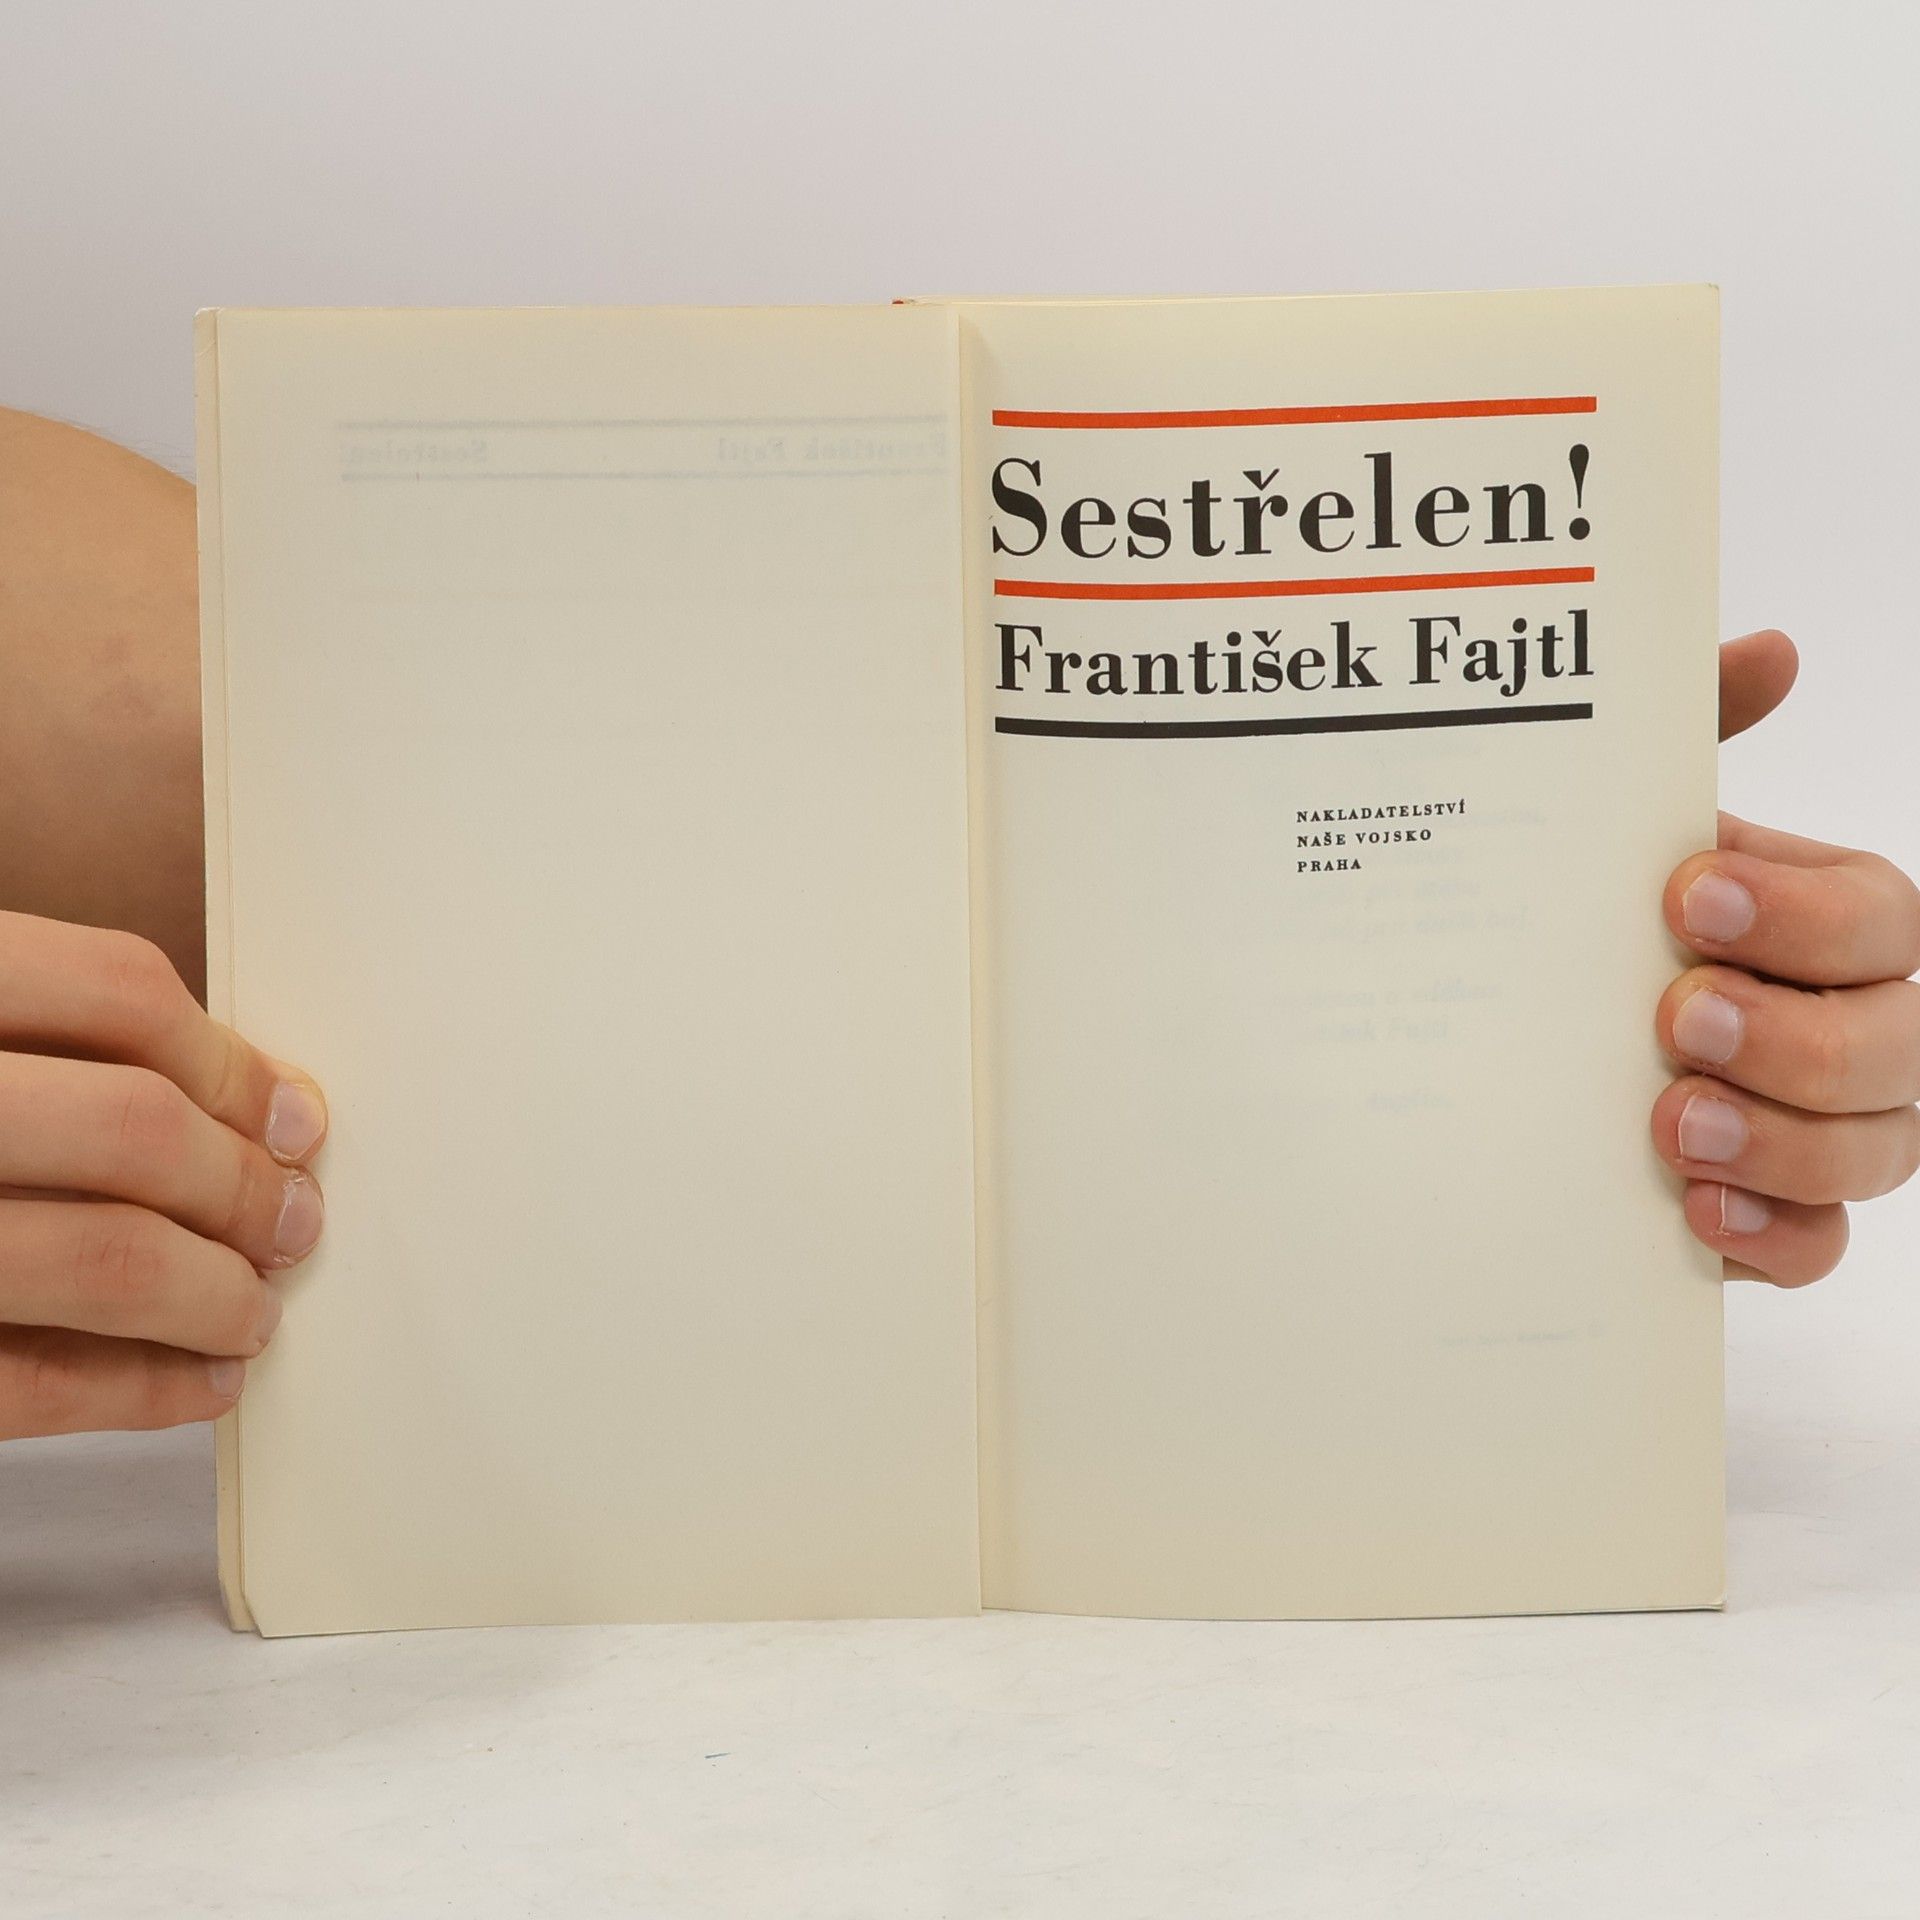 Sestřelen!
František Fajtl
NAKLADATELSTVÍ
NAŠE VOJSKO
PRAHA